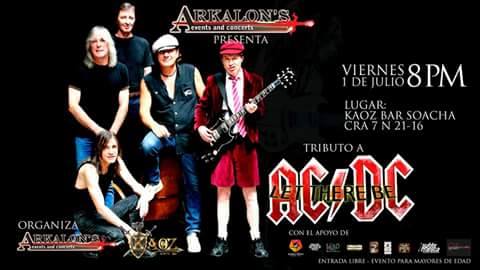 ARKALON'S
events and concerts
PRESENTA
VIERNES
1 DE JULIO 8PM
LUGAR:
KAOZ BAR SOACHA
CRA 7 N 21-16
TRIBUTO A
AC/DC
LET THERE BE
CON EL APOYO DE
ORGANIZA
ARKALON'S
events and concerts
KAOZ
ENTRADA LIBRE - EVENTO PARA MAYORES DE EDAD